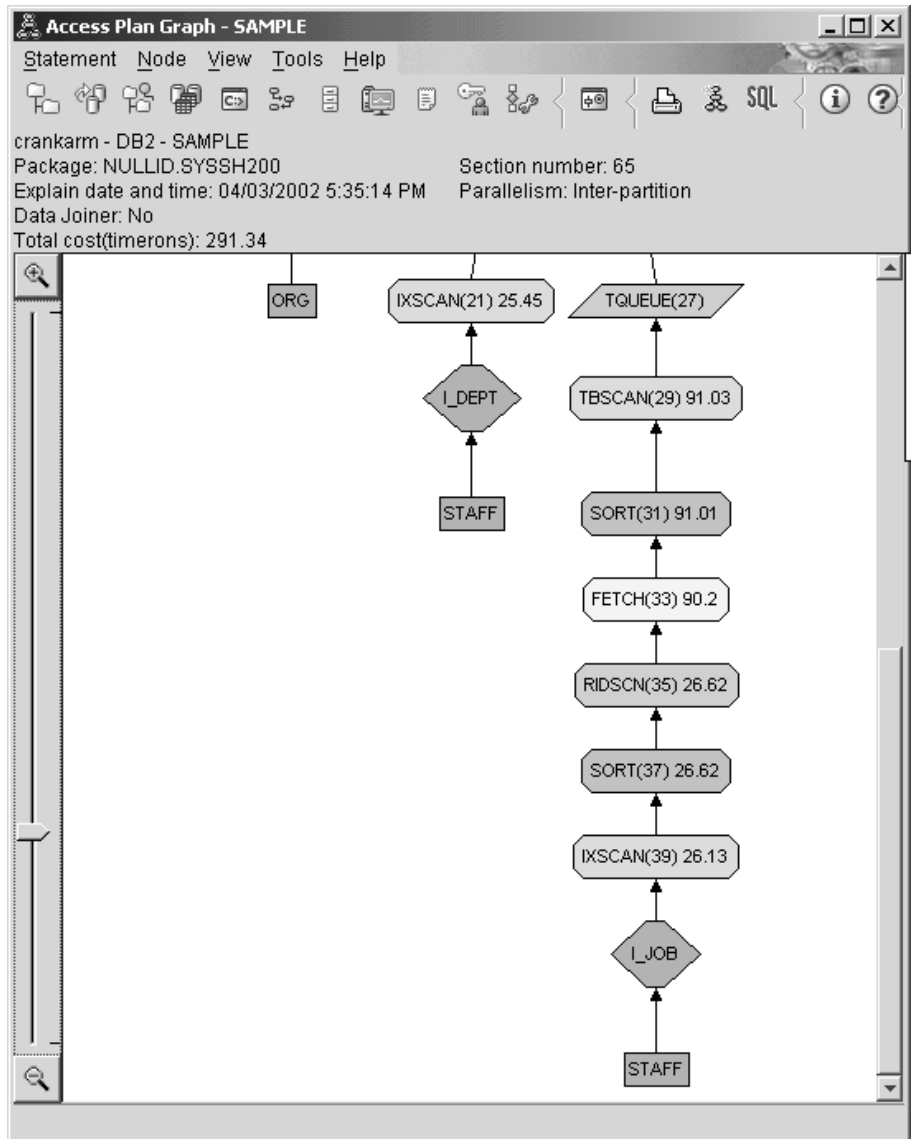 Access Plan Graph - SAMPLE
Statement Node View Tools Help
SQL
crankarm - DB2 - SAMPLE
Package: NULLID.SYSSH200 Section number: 65
Explain date and time: 04/03/2002 5:35:14 PM Parallelism: Inter-partition
Data Joiner: No
Total cost(timerons): 291.34
ORG IXSCAN(21) 25.45 TQUEUE(27)
I_DEPT TBSCAN(29) 91.03
STAFF SORT(31) 91.01
FETCH(33) 90.2
RIDSCN(35) 26.62
SORT(37) 26.62
IXSCAN(39) 26.13
I_JOB
STAFF